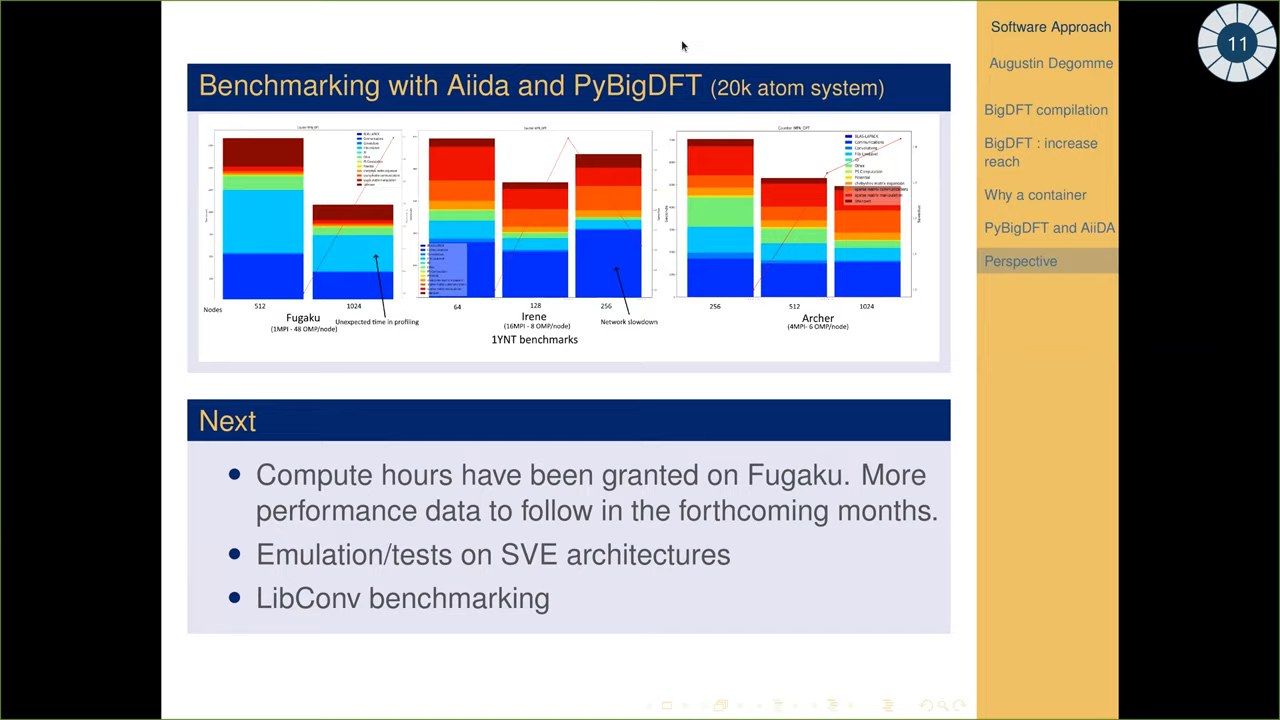 Software Approach
11
Augustin Degomme
BigDFT compilation
BigDFT : increase
reach
Why a container
PyBigDFT and AiiDA
Perspective
Benchmarking with Aiida and PyBigDFT (20k atom system)
Nodes
512
1024
Fugaku
(1MPI - 48 OMP/node)
Unexpected time in profiling
64
128
256
Irene
(16MPI - 8 OMP/node)
Network slowdown
1YNT benchmarks
256
512
1024
Archer
(4MPI- 6 OMP/node)
Next
Compute hours have been granted on Fugaku. More
performance data to follow in the forthcoming months.
Emulation/tests on SVE architectures
LibConv benchmarking